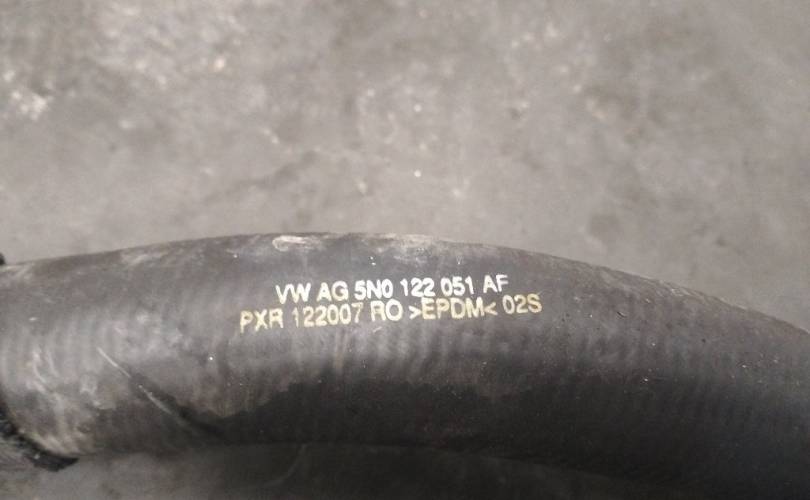 VW AG 5N0 122 051 AF
PXR 122007 RO >EPDM< 02S